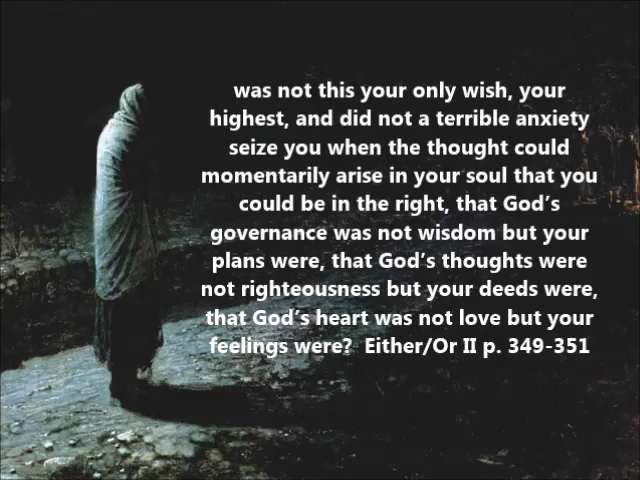 was not this your only wish, your
highest, and did not a terrible anxiety
seize you when the thought could
momentarily arise in your soul that you
could be in the right, that God’s
governance was not wisdom but your
plans were, that God’s thoughts were
not righteousness but your deeds were,
that God’s heart was not love but your
feelings were?  Either/Or II p. 349-351